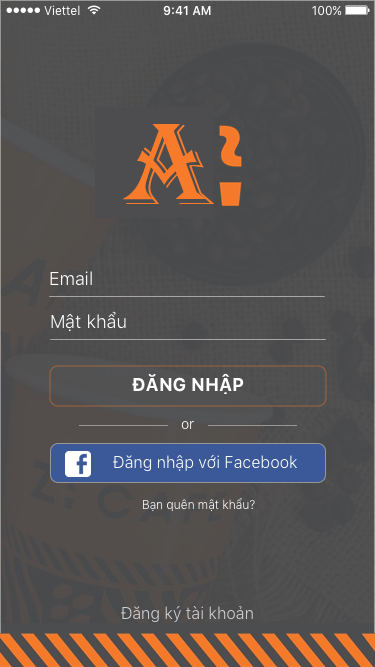 Viettel 9:41 AM 100%
A
Email
Mật khẩu
ĐĂNG NHẬP
or
f Đăng nhập với Facebook
Bạn quên mật khẩu?
Đăng ký tài khoản